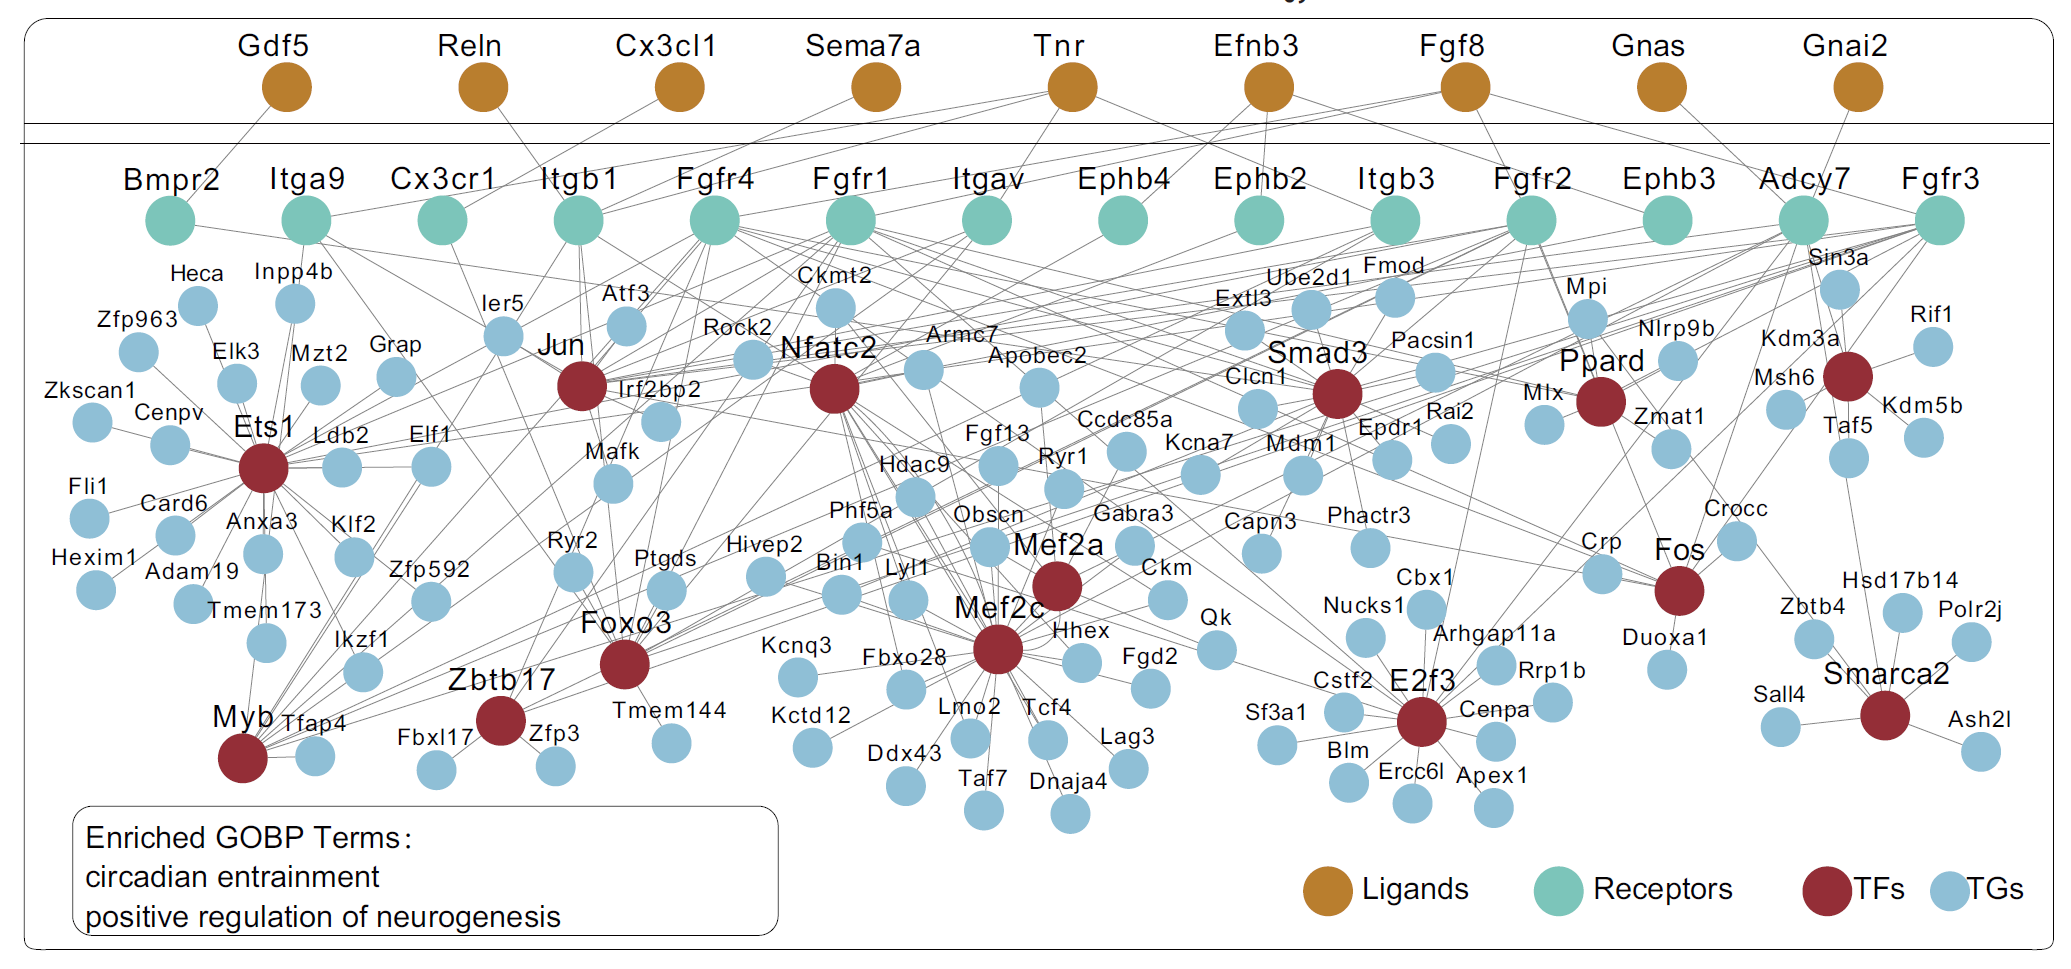 Gdf5 Reln Cx3cl1 Sema7a Tnr Efnb3 Fgf8 Gnas Gnai2
Bmpr2 Itga9 Cx3cr1 Itgb1 Fgfr4 Fgfr1 Itgav Ephb4 Ephb2 Itgb3 Fgfr2 Ephb3 Adcy7 Fgfr3
Heca Inpp4b Ckmt2 Ube2d1 Fmod Sin3a
Ier5 Atf3 Extl3 Mpi
Zfp963 Rock2 Armc7 Nlrp9b Rif1
Elk3 Mzt2 Grap Jun Nfatc2 Apobec2 Smad3 Pacsin1 Ppard Kdm3a
Zkscan1 Irf2bp2 Clcn1 Mlx Msh6
Cenpv Ccdc85a Rai2 Zmat1 Kdm5b
Ets1 Ldb2 Elf1 Fgf13 Kcna7 Mdm1 Epdr1 Taf5
Mafk Hdac9 Ryr1
Fli1 Card6 Phf5a Obscn Gabra3 Capn3 Phactr3 Crocc
Anxa3 Klf2
Hexim1 Adam19 Zfp592 Ryr2 Ptgds Hivep2 Bin1 Lyl1 Mef2a Ckm Crp Fos
Cbx1 Hsd17b14
Tmem173 Foxo3 Mef2c Qk Nucks1 Zbtb4 Polr2j
Ikzf1 Kcnq3 Fbxo28 Hhex Arhgap11a Duoxa1
Zbtb17 Fgd2 Cstf2 E2f3 Rrp1b Smarca2
Myb Tfap4 Tmem144 Kctd12 Lmo2 Tcf4 Sf3a1 Cenpa Sall4 Ash2l
Fbxl17 Zfp3 Ddx43 Lag3 Blm
Taf7 Dnaja4 Ercc6l Apex1
Enriched GOBP Terms:
circadian entrainment
positive regulation of neurogenesis
Ligands Receptors TFs TGs